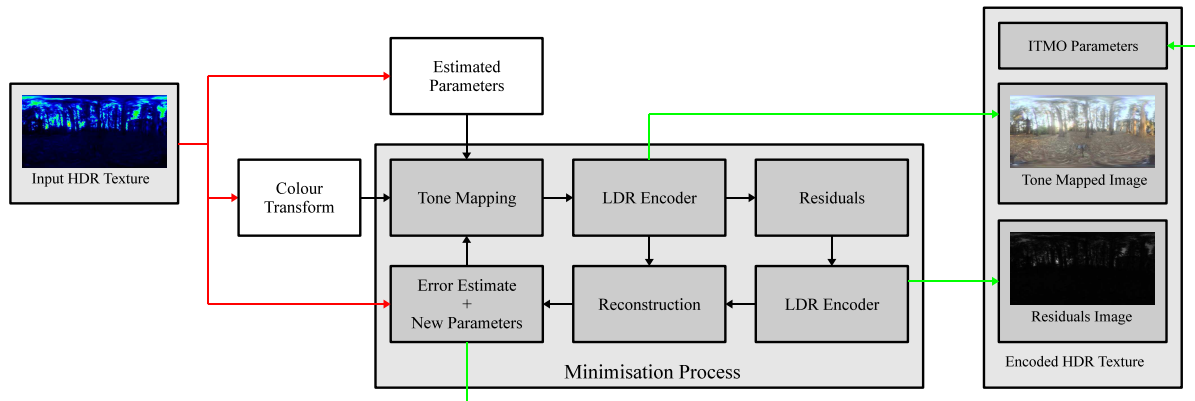 Input HDR Texture
Estimated
Parameters
Colour
Transform
Tone Mapping
LDR Encoder
Residuals
Error Estimate
+
New Parameters
Reconstruction
LDR Encoder
Minimisation Process
ITMO Parameters
Tone Mapped Image
Residuals Image
Encoded HDR Texture